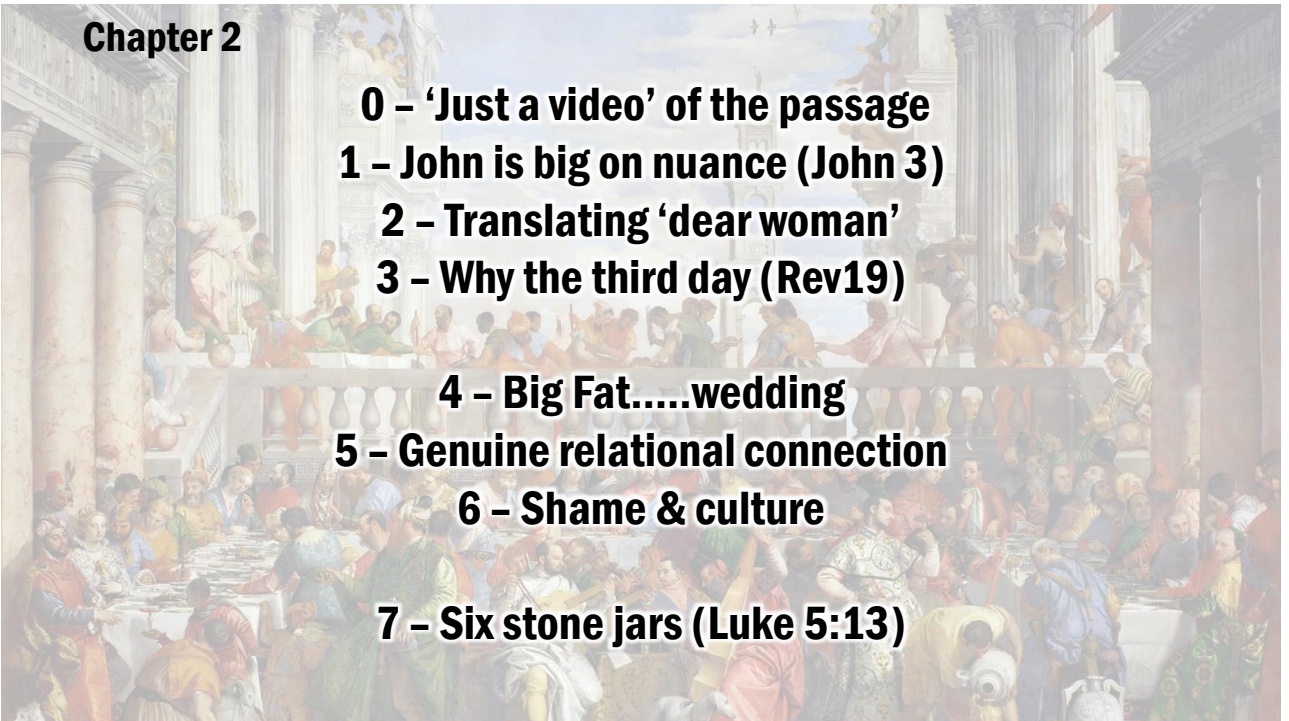 Chapter 2
0 – ‘Just a video’ of the passage
1 – John is big on nuance (John 3)
2 – Translating ‘dear woman’
3 – Why the third day (Rev19)
4 – Big Fat.....wedding
5 – Genuine relational connection
6 – Shame & culture
7 – Six stone jars (Luke 5:13)